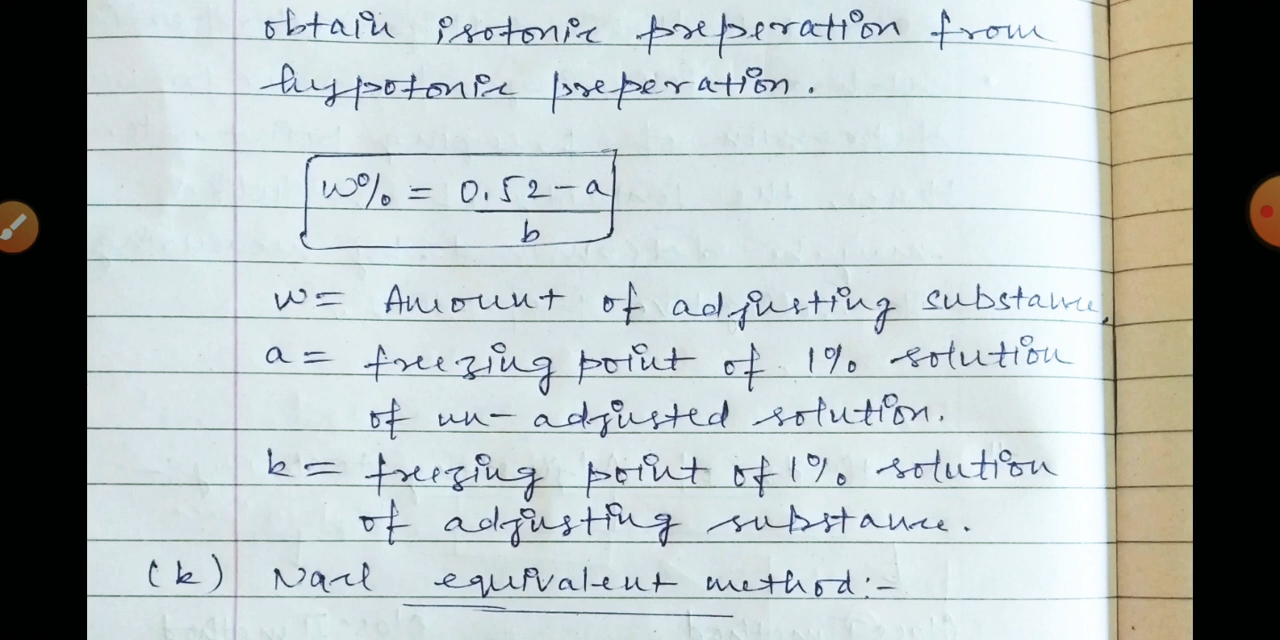 obtain isotonic preperation from
hypotonic preperation.
w% = 0.52 - a
b
w = Amount of adjusting substance,
a = freezing point of 1% solution
of un-adjusted solution.
b = freezing point of 1% solution
of adjusting substance.
(b) Nacl equivalent method:-